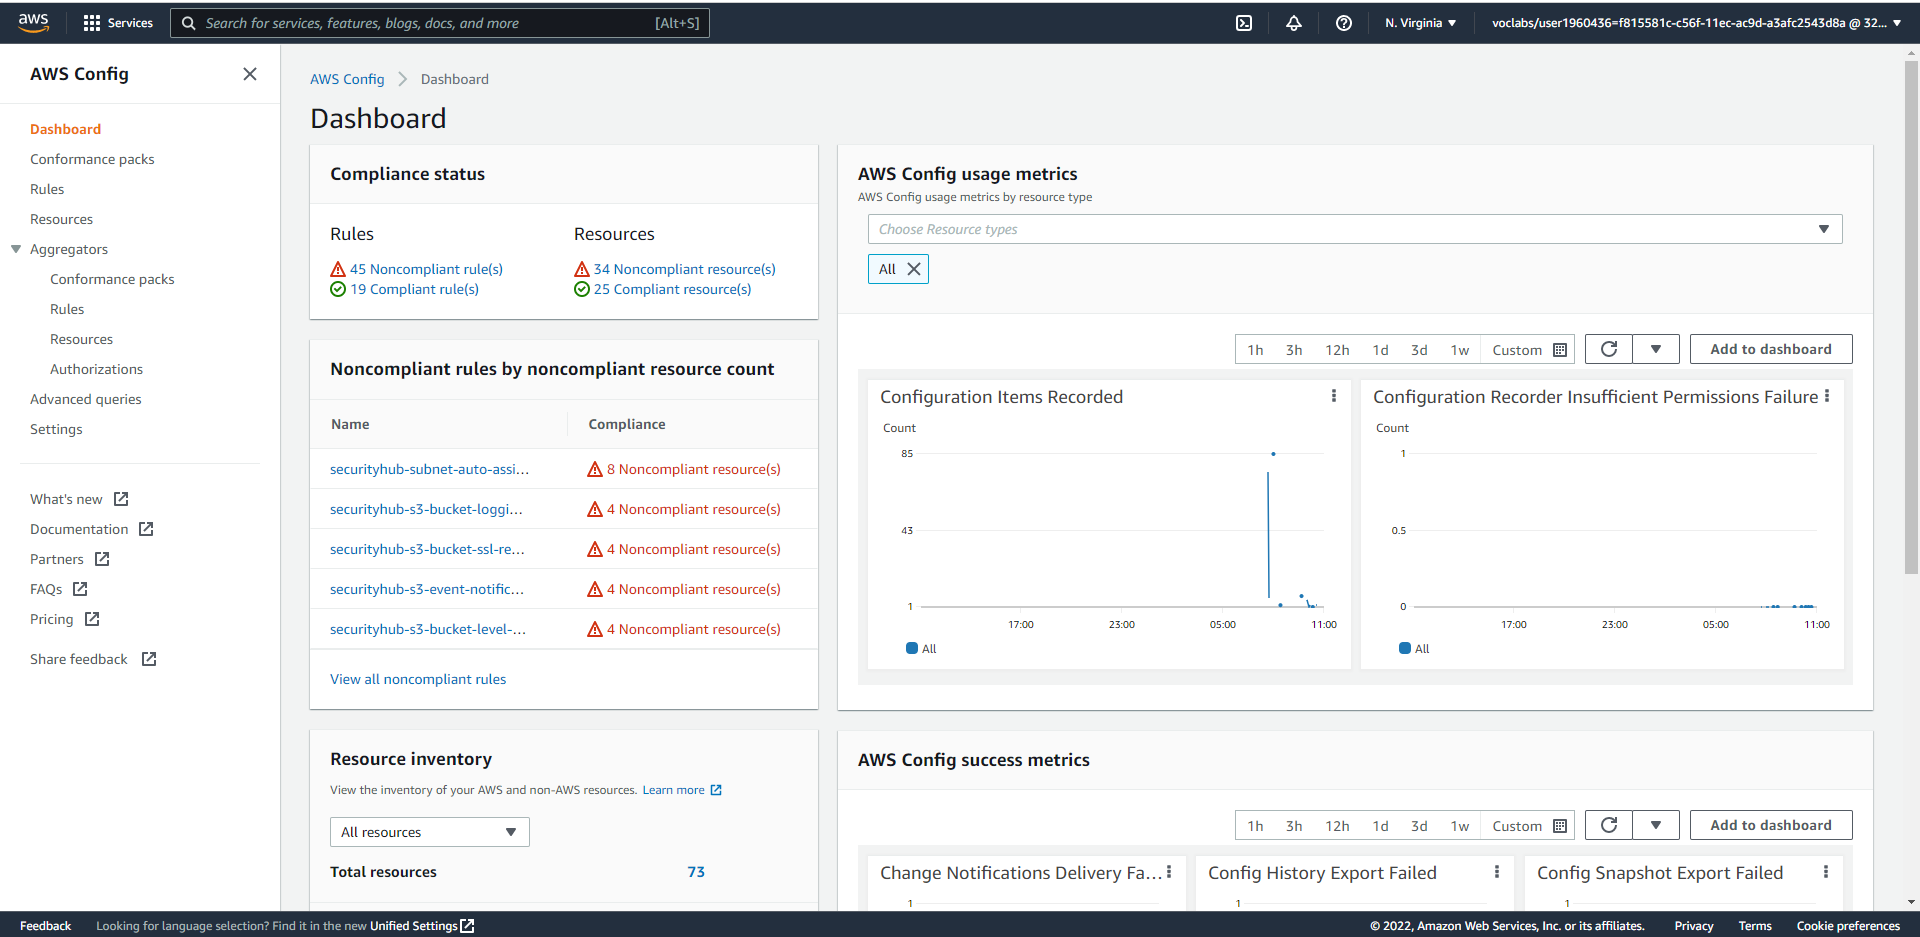 aws
Services
Search for services, features, blogs, docs, and more [Alt+S]
N. Virginia
voclabs/user1960436=f815581c-c56f-11ec-ac9d-a3afc2543d8a @ 32...
AWS Config
Dashboard
Conformance packs
Rules
Resources
Aggregators
Conformance packs
Rules
Resources
Authorizations
Advanced queries
Settings
What's new
Documentation
Partners
FAQs
Pricing
Share feedback
AWS Config Dashboard
Dashboard
Compliance status
Rules
45 Noncompliant rule(s)
19 Compliant rule(s)
Resources
34 Noncompliant resource(s)
25 Compliant resource(s)
Noncompliant rules by noncompliant resource count
Name Compliance
securityhub-subnet-auto-assi... 8 Noncompliant resource(s)
securityhub-s3-bucket-loggi... 4 Noncompliant resource(s)
securityhub-s3-bucket-ssl-re... 4 Noncompliant resource(s)
securityhub-s3-event-notific... 4 Noncompliant resource(s)
securityhub-s3-bucket-level-... 4 Noncompliant resource(s)
View all noncompliant rules
Resource inventory
View the inventory of your AWS and non-AWS resources. Learn more
All resources
Total resources 73
AWS Config usage metrics
AWS Config usage metrics by resource type
Choose Resource types
All
1h 3h 12h 1d 3d 1w Custom
Add to dashboard
Configuration Items Recorded
Count
85
43
1
17:00 23:00 05:00 11:00
All
Configuration Recorder Insufficient Permissions Failure
Count
1
0.5
0
17:00 23:00 05:00 11:00
All
AWS Config success metrics
1h 3h 12h 1d 3d 1w Custom
Add to dashboard
Change Notifications Delivery Fa...
1
Config History Export Failed
1
Config Snapshot Export Failed
1
Feedback
Looking for language selection? Find it in the new Unified Settings
© 2022, Amazon Web Services, Inc. or its affiliates.
Privacy
Terms
Cookie preferences